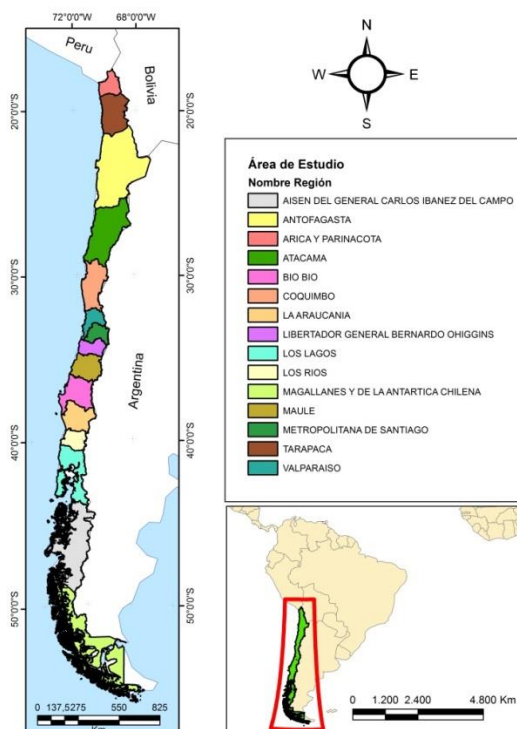 72°0'0"O 68°0'0"O
Peru
Bolivia
Argentina
20°0'0"S
30°0'0"S
40°0'0"S
50°0'0"S
20°0'0"S
30°0'0"S
40°0'0"S
50°0'0"S
0 137,5275 550 825
Km
N
W E
S
Área de Estudio
Nombre Región
AISEN DEL GENERAL CARLOS IBANEZ DEL CAMPO
ANTOFAGASTA
ARICA Y PARINACOTA
ATACAMA
BIO BIO
COQUIMBO
LA ARAUCANIA
LIBERTADOR GENERAL BERNARDO OHIGGINS
LOS LAGOS
LOS RIOS
MAGALLANES Y DE LA ANTARTICA CHILENA
MAULE
METROPOLITANA DE SANTIAGO
TARAPACA
VALPARAISO
0 1.200 2.400 4.800 Km